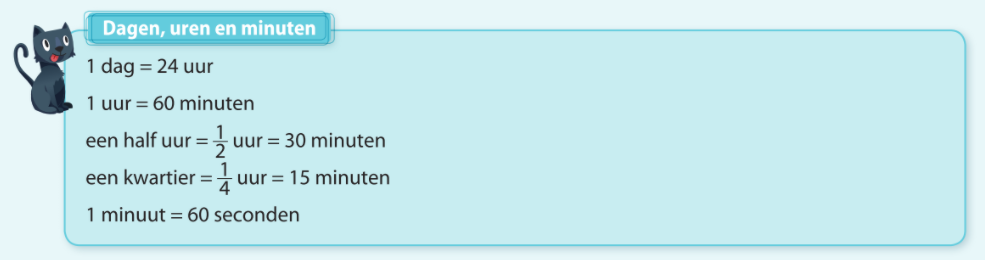 Dagen, uren en minuten
1 dag = 24 uur
1 uur = 60 minuten
een half uur = 1/2 uur = 30 minuten
een kwartier = 1/4 uur = 15 minuten
1 minuut = 60 seconden